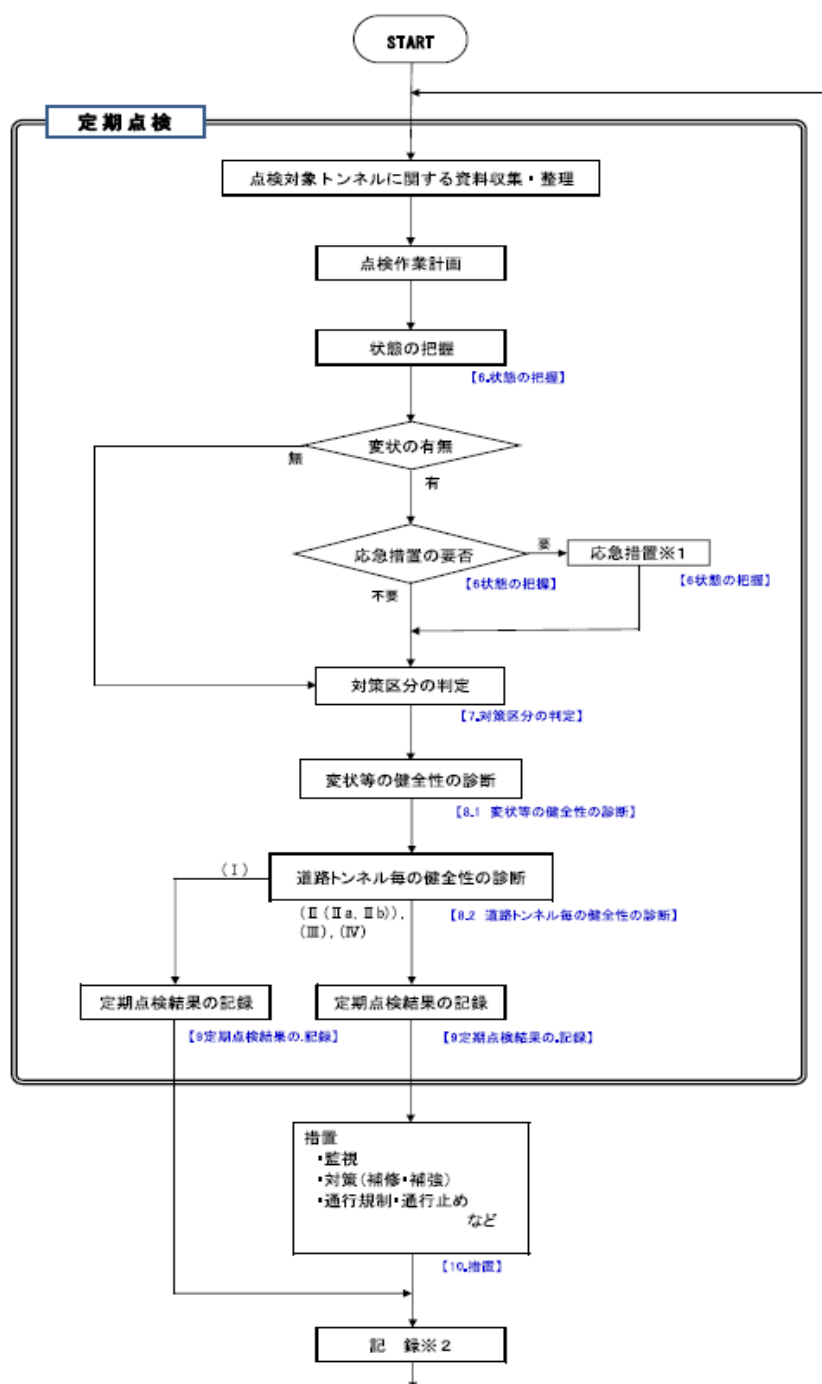 START
定期点検
点検対象トンネルに関する資料収集・整理
点検作業計画
状態の把握
【6.状態の把握】
変状の有無
無
有
応急措置の要否
要
応急措置※1
【6状態の把握】
【6状態の把握】
不要
対策区分の判定
【7.対策区分の判定】
変状等の健全性の診断
【8.1 変状等の健全性の診断】
(Ⅰ)
道路トンネル毎の健全性の診断
(Ⅱ(Ⅱa, Ⅱb)),
(Ⅲ), (Ⅳ)
【8.2 道路トンネル毎の健全性の診断】
定期点検結果の記録
定期点検結果の記録
【9定期点検結果の.記録】
【9定期点検結果の.記録】
措置
・監視
・対策(補修・補強)
・通行規制・通行止め
など
【10.措置】
記 録※2